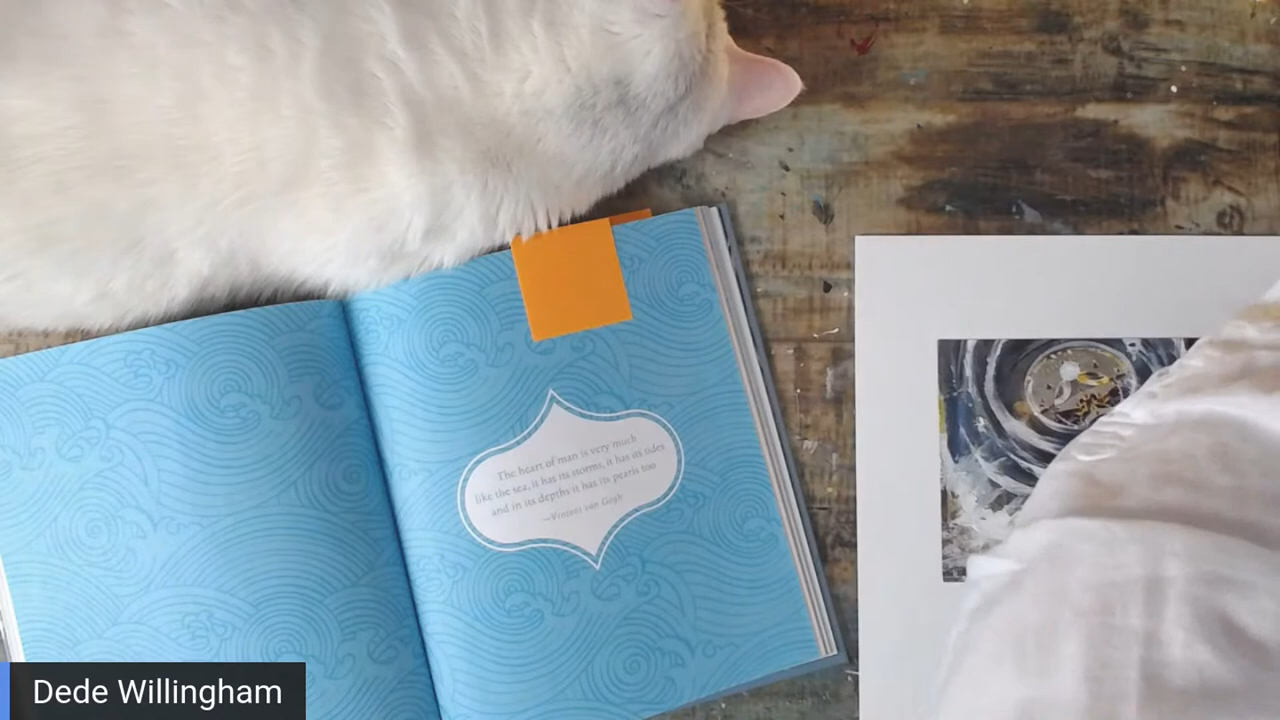 The heart of man is very much
like the sea, it has its storms, it has its tides
and in its depths it has its pearls too
—Vincent van Gogh
Dede Willingham